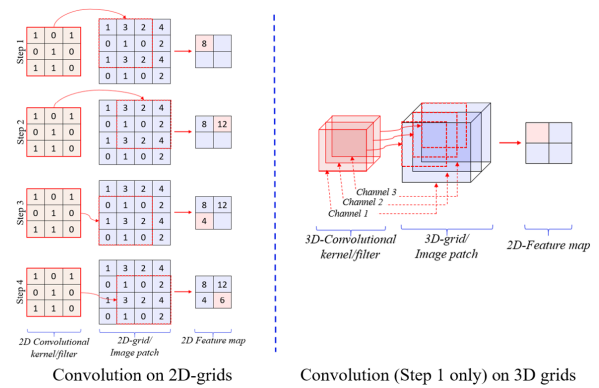 Step 1
1 0 1
0 1 0
1 1 0
1 3 2 4
0 1 0 2
1 3 2 4
0 1 0 2
8
Step 2
1 0 1
0 1 0
1 1 0
1 3 2 4
0 1 0 2
1 3 2 4
0 1 0 2
8 12
Step 3
1 0 1
0 1 0
1 1 0
1 3 2 4
0 1 0 2
1 3 2 4
0 1 0 2
8 12
4
Step 4
1 0 1
0 1 0
1 1 0
1 3 2 4
0 1 0 2
1 3 2 4
0 1 0 2
8 12
4 6
2D Convolutional
kernel/filter
2D-grid/
Image patch
2D Feature map
Convolution on 2D-grids
Channel 3
Channel 2
Channel 1
3D-Convolutional
kernel/filter
3D-grid/
Image patch
2D-Feature map
Convolution (Step 1 only) on 3D grids